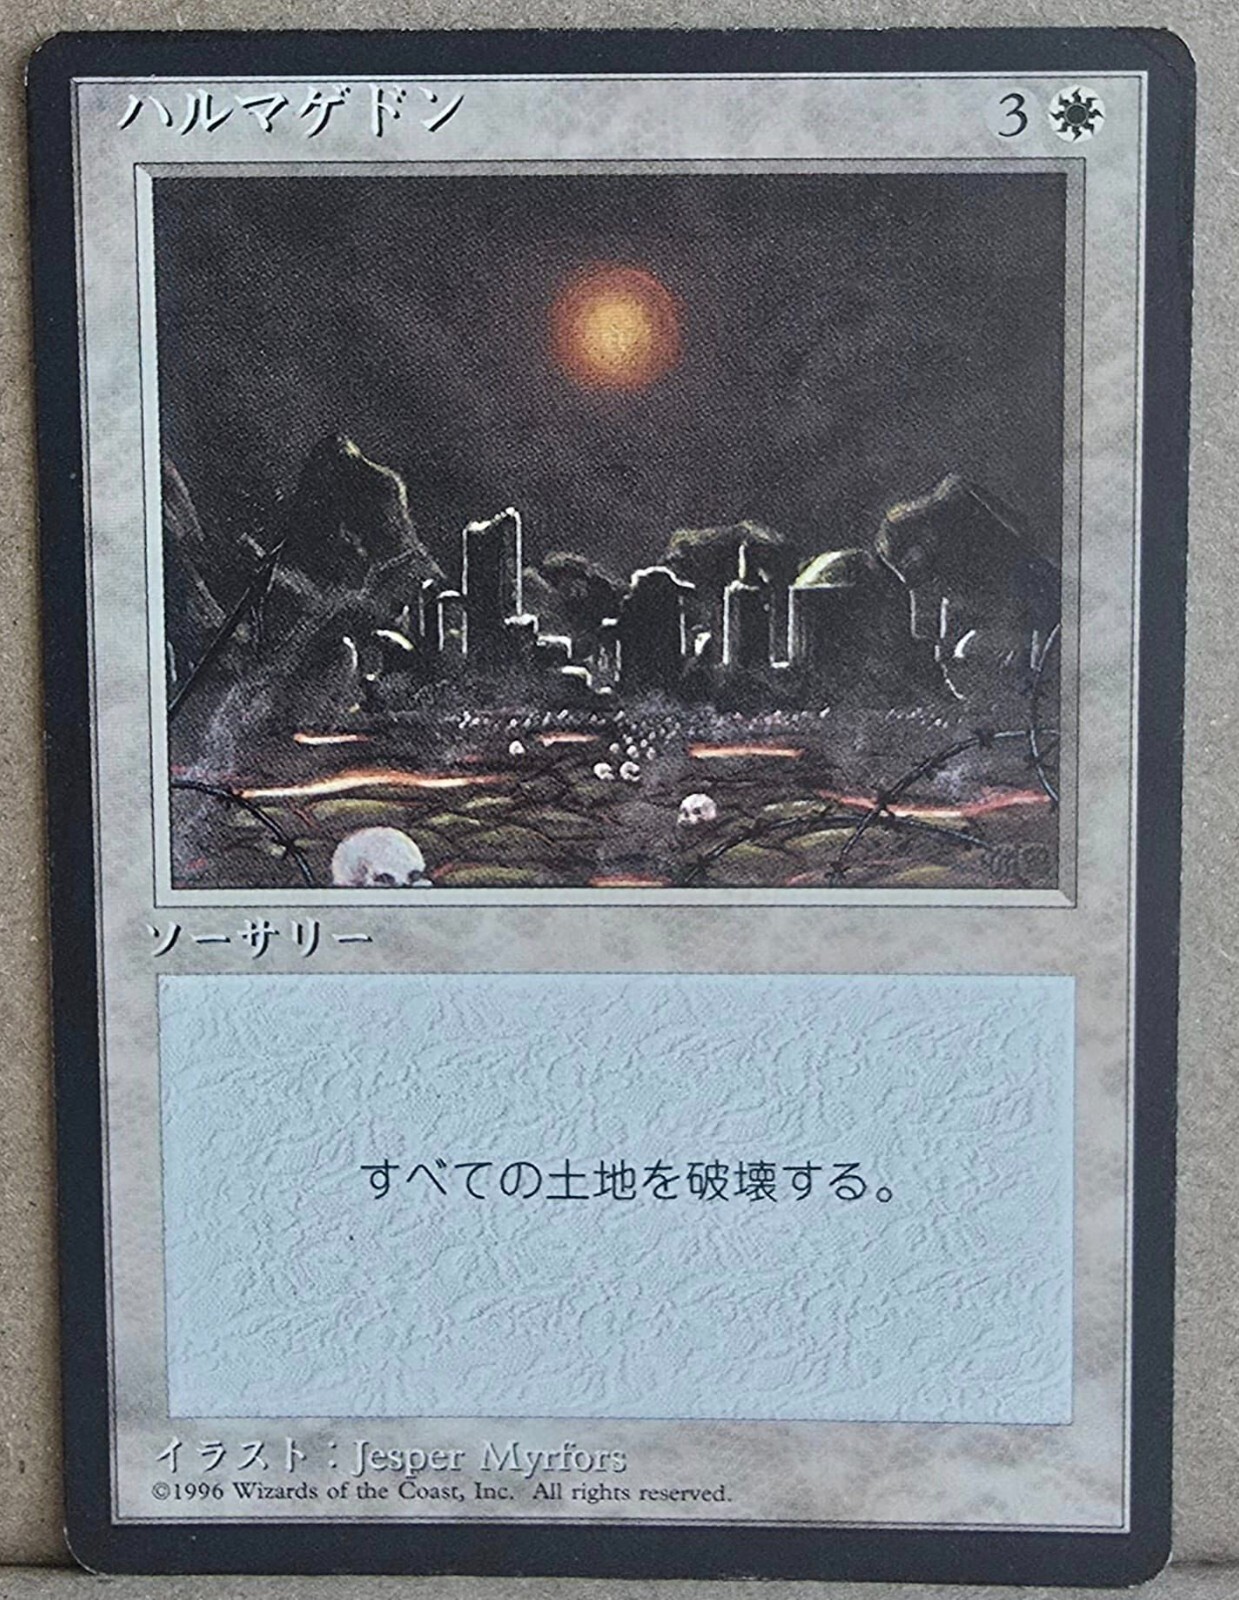 ハルマゲドン 3
ソーサリー
すべての土地を破壊する。
イラスト：Jesper Myrfors
©1996 Wizards of the Coast, Inc. All rights reserved.